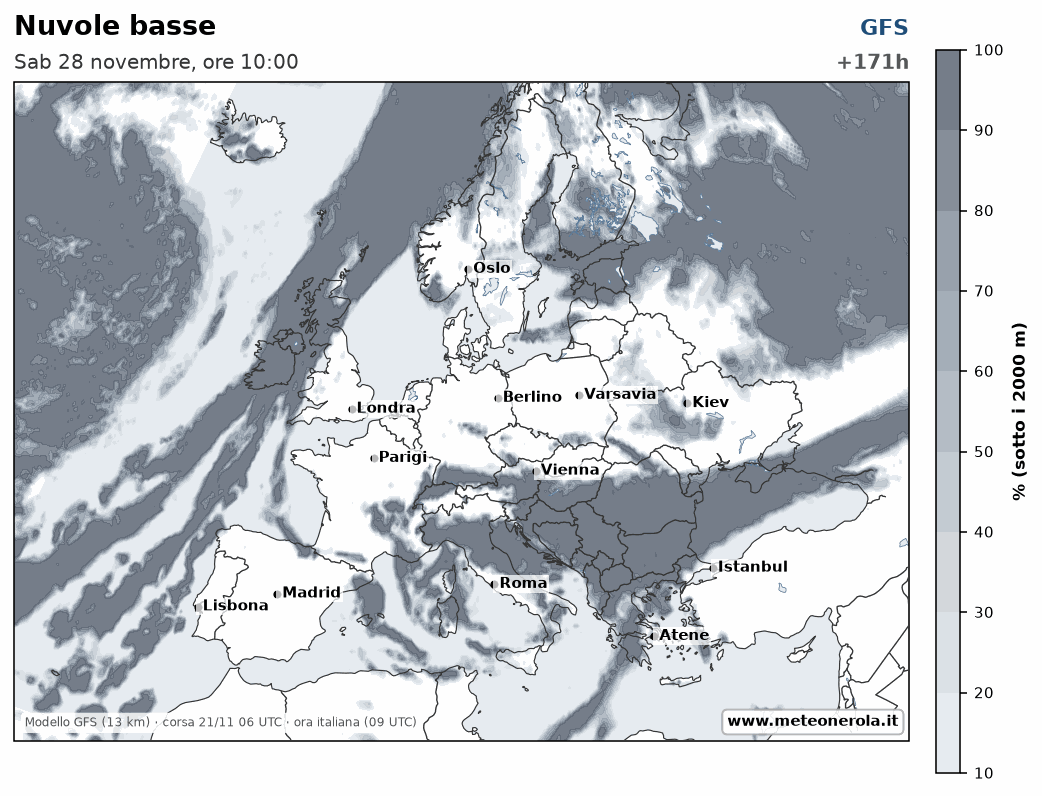 Nuvole basse
GFS
Sab 28 novembre, ore 10:00
+171h
100
90
80
70
60
50
40
30
20
10
% (sotto i 2000 m)
Oslo
Londra
Berlino
Varsavia
Kiev
Parigi
Vienna
Istanbul
Roma
Madrid
Lisbona
Atene
Modello GFS (13 km) · corsa 21/11 06 UTC · ora italiana (09 UTC)
www.meteonerola.it